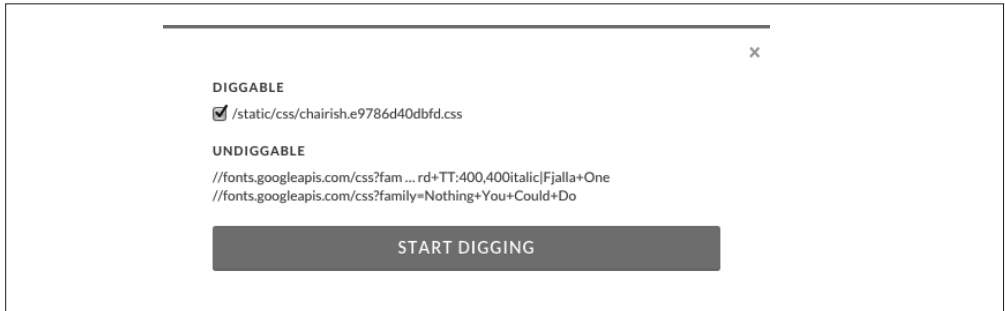 ×
DIGGABLE
/static/css/chairish.e9786d40dbfd.css
UNDIGGABLE
//fonts.googleapis.com/css?fam ... rd+TT:400,400italic|Fjalla+One
//fonts.googleapis.com/css?family=Nothing+You+Could+Do
START DIGGING